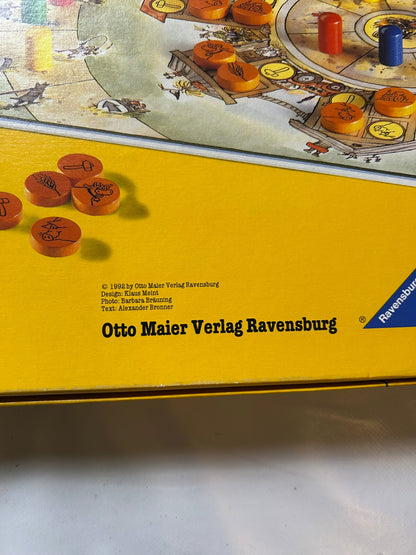 © 1992 by Otto Maier Verlag Ravensburg
Design: Klaus Meint
Photo: Barbara Bräuning
Text: Alexander Bronner
Otto Maier Verlag Ravensburg
®
Ravensburg